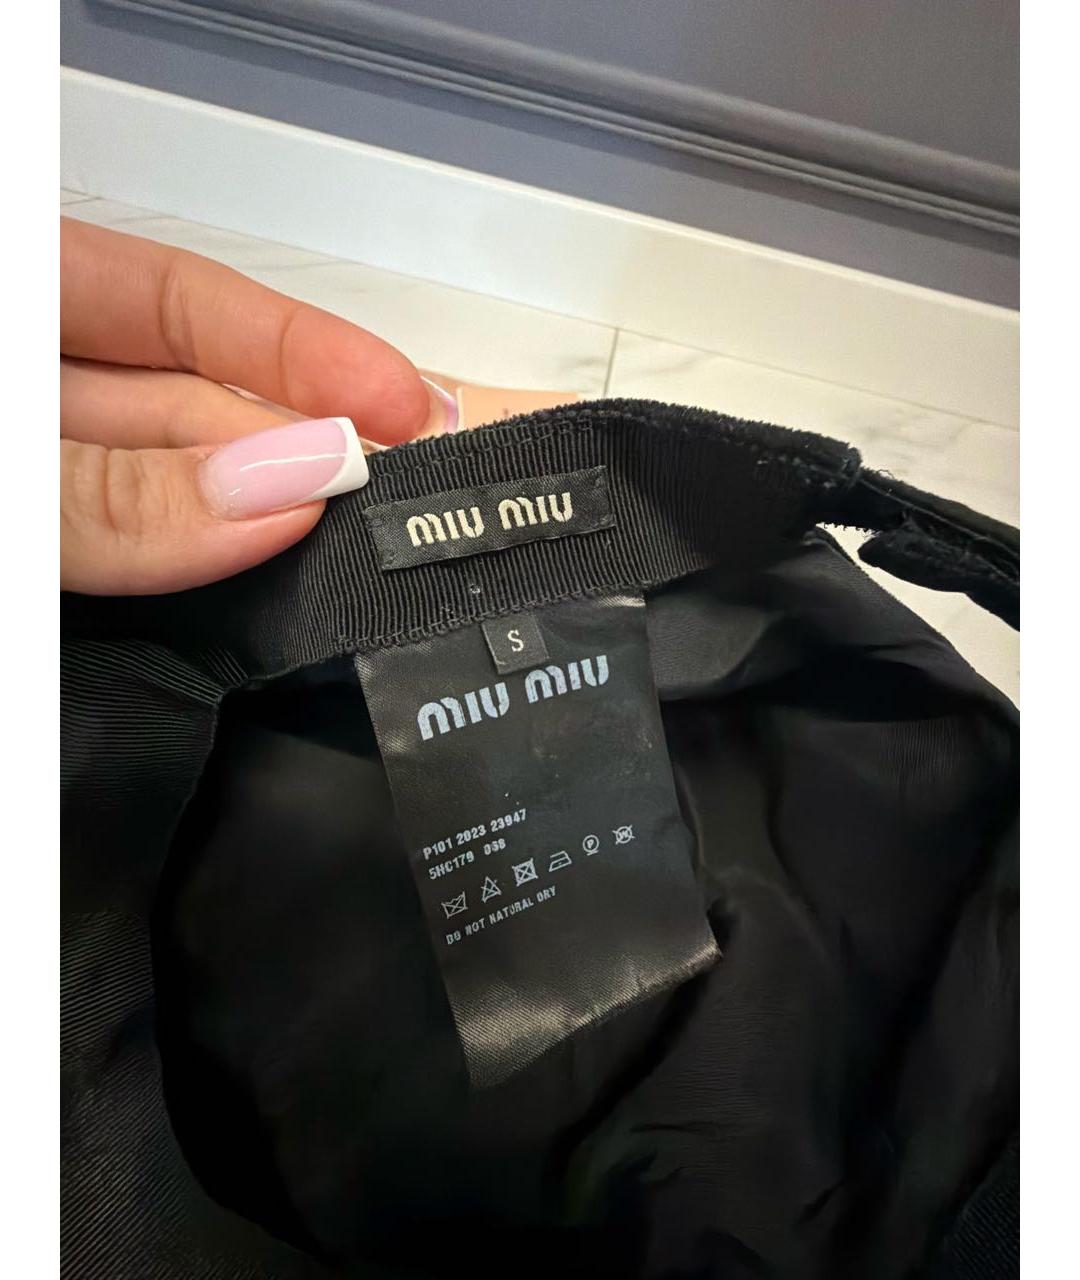 miu miu
S
miu miu
P101 2023 23947
5HC179 068
DO NOT NATURAL DRY